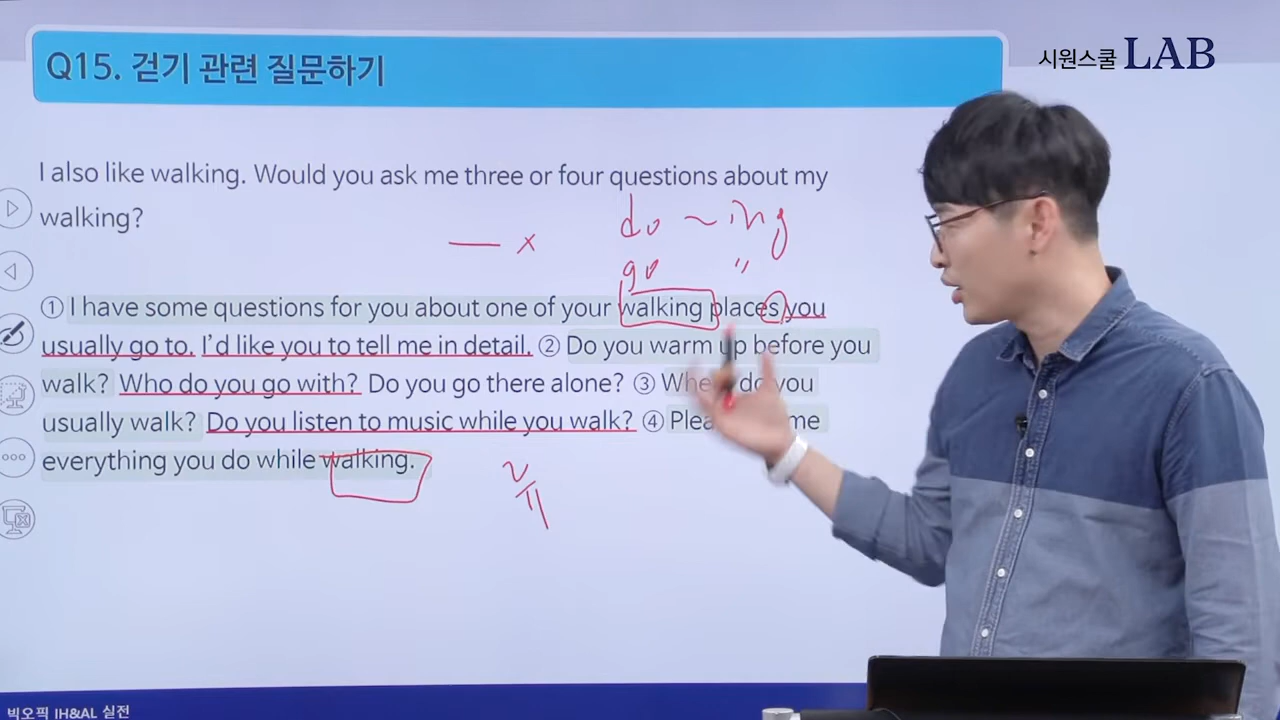 Q15. 걷기 관련 질문하기
시원스쿨 LAB
I also like walking. Would you ask me three or four questions about my
walking?
do ~ing
— x
go "
① I have some questions for you about one of your walking places you
usually go to. I'd like you to tell me in detail. ② Do you warm up before you
walk? Who do you go with? Do you go there alone? ③ do you
usually walk? Do you listen to music while you walk? ④ me
everything you do while walking.
빅오픽 IH&AL 실전